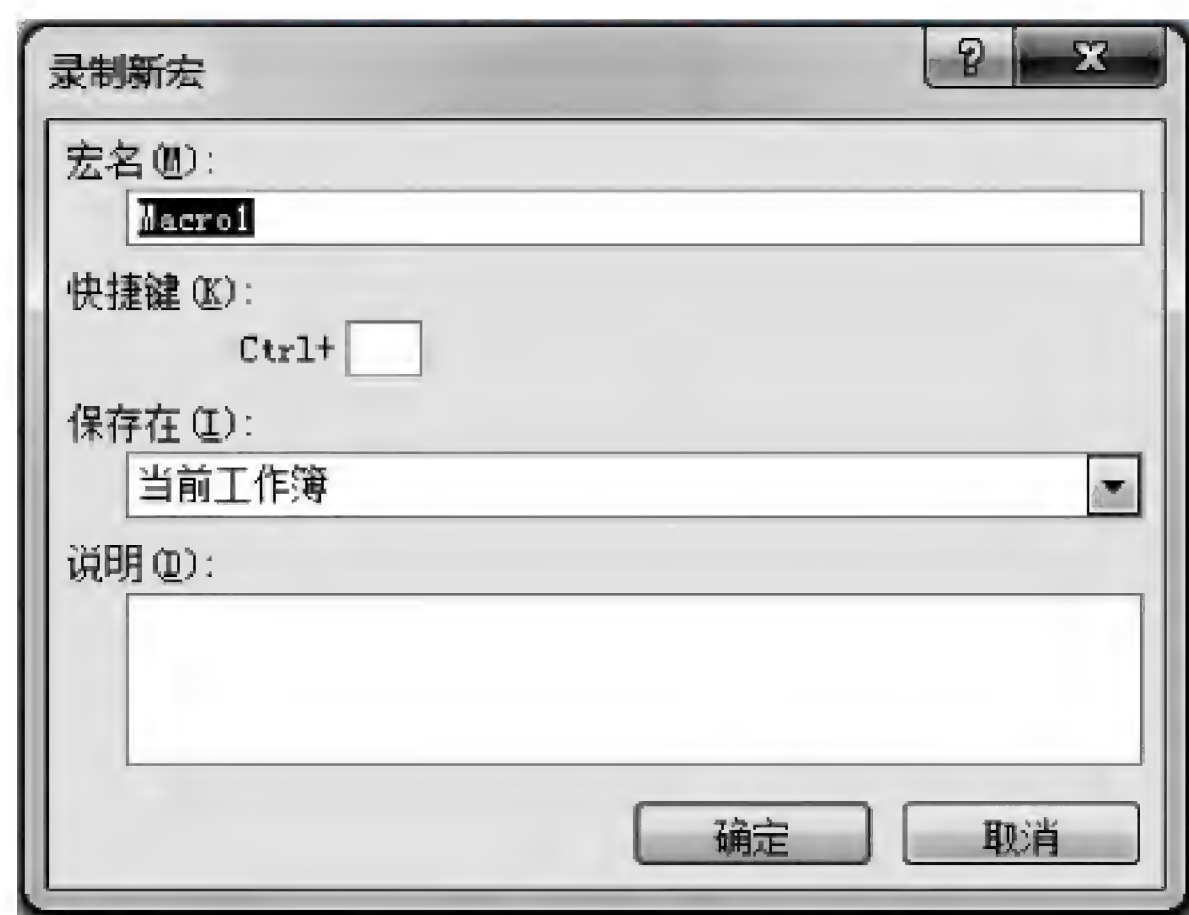 录制新宏
宏名(M):
Macro1
快捷键(K):
Ctrl+
保存在(I):
当前工作簿
说明(D):
确定
取消